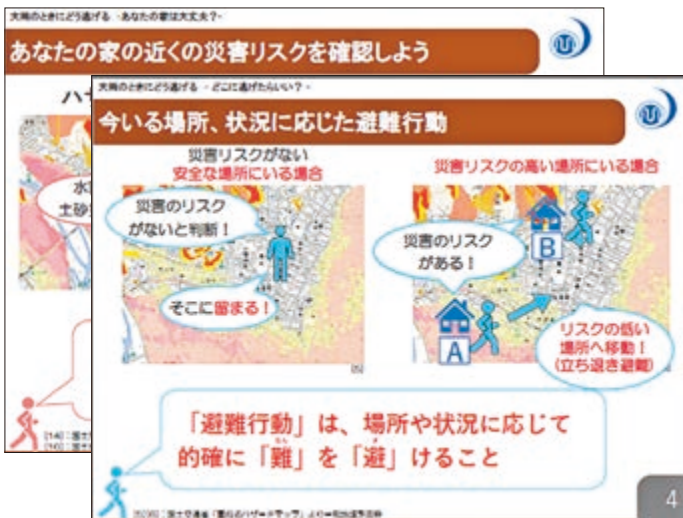 大雨のときにどう逃げる -あなたの家は大丈夫？-
あなたの家の近くの災害リスクを確認しよう
ハザ
水
土砂
大雨のときにどう逃げる - どこに逃げたらいい？ -
今いる場所、状況に応じた避難行動
災害リスクがない
安全な場所にいる場合
災害のリスク
がないと判断！
そこに留まる！
災害リスクの高い場所にいる場合
災害のリスク
がある！
B
A
リスクの低い
場所へ移動！
(立ち退き避難)
「避難行動」は、場所や状況に応じて
的確に「難」を「避」けること
4